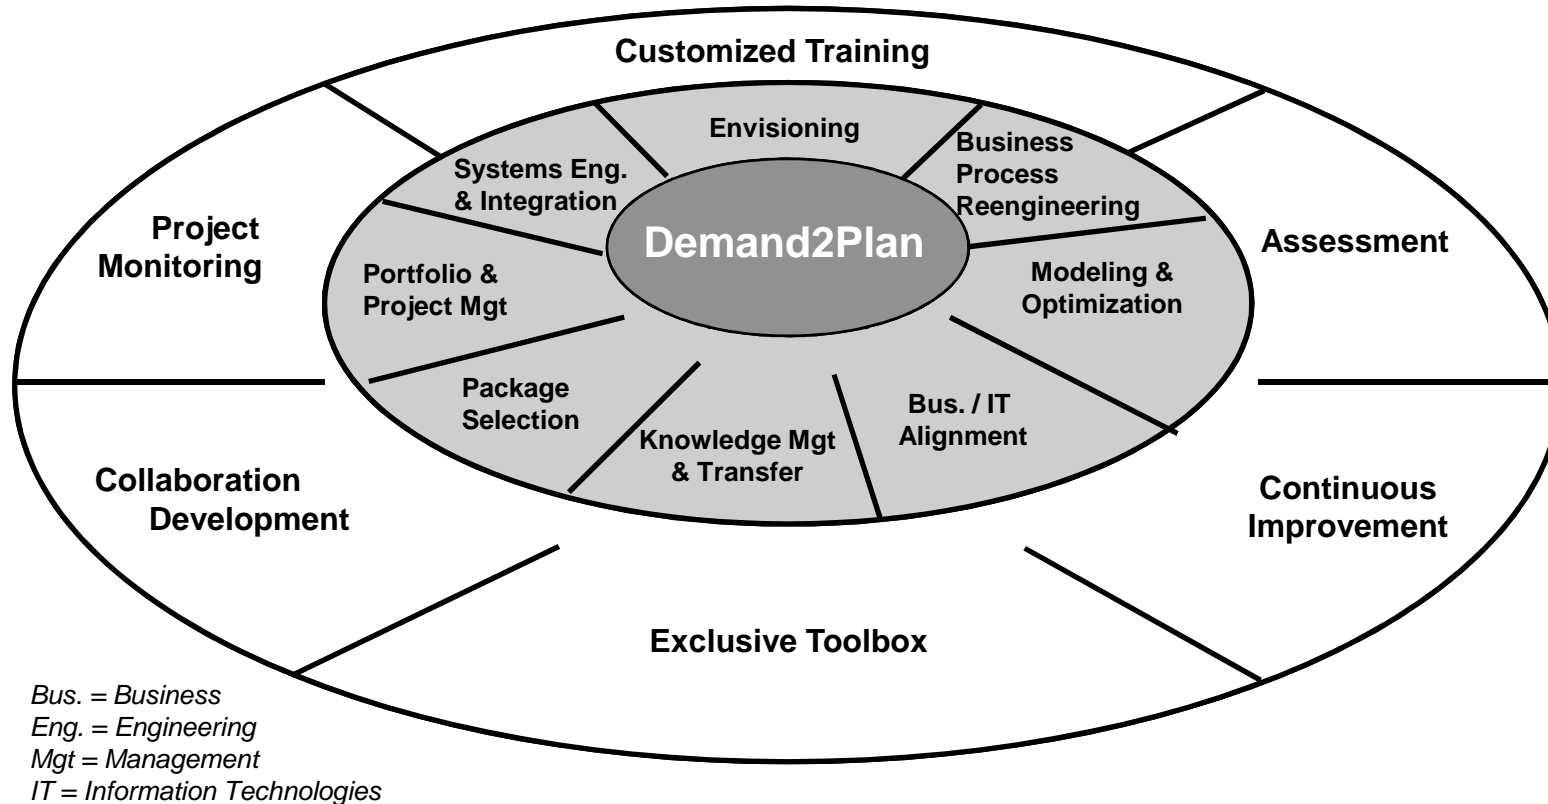 Customized Training
Envisioning
Business
Process
Reengineering
Systems Eng.
& Integration
Demand2Plan
Project
Monitoring
Assessment
Portfolio &
Project Mgt
Modeling &
Optimization
Package
Selection
Bus. / IT
Alignment
Knowledge Mgt
& Transfer
Collaboration
Development
Continuous
Improvement
Exclusive Toolbox
Bus. = Business
Eng. = Engineering
Mgt = Management
IT = Information Technologies